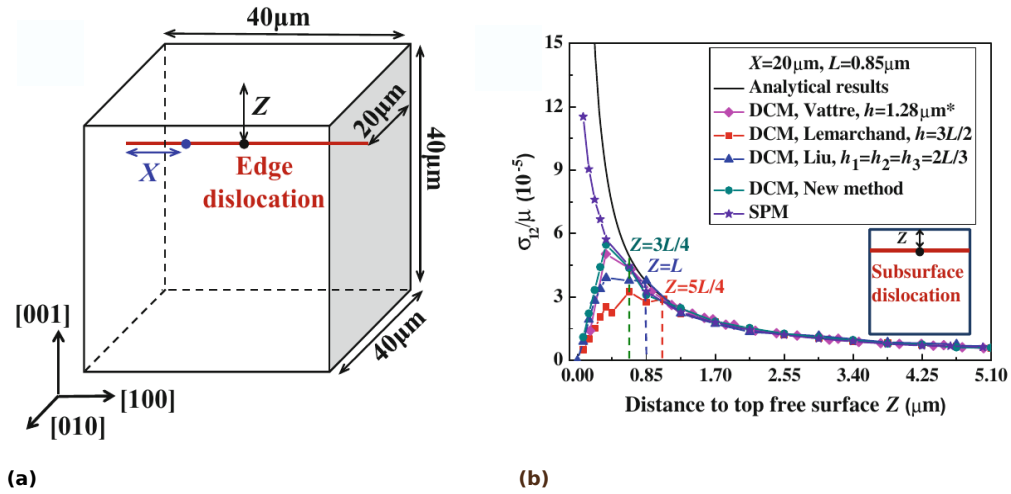 40μm
Z
20μm
40μm
X
Edge
dislocation
[001]
[100]
[010]
40μm
(a)
σ12/μ (10-5)
15
12
9
6
3
0
X=20μm, L=0.85μm
Analytical results
DCM, Vattre, h=1.28μm*
DCM, Lemarchand, h=3L/2
DCM, Liu, h1=h2=h3=2L/3
DCM, New method
SPM
Z=3L/4
Z=L
Z=5L/4
Z
Subsurface
dislocation
0.00 0.85 1.70 2.55 3.40 4.25 5.10
Distance to top free surface Z (μm)
(b)